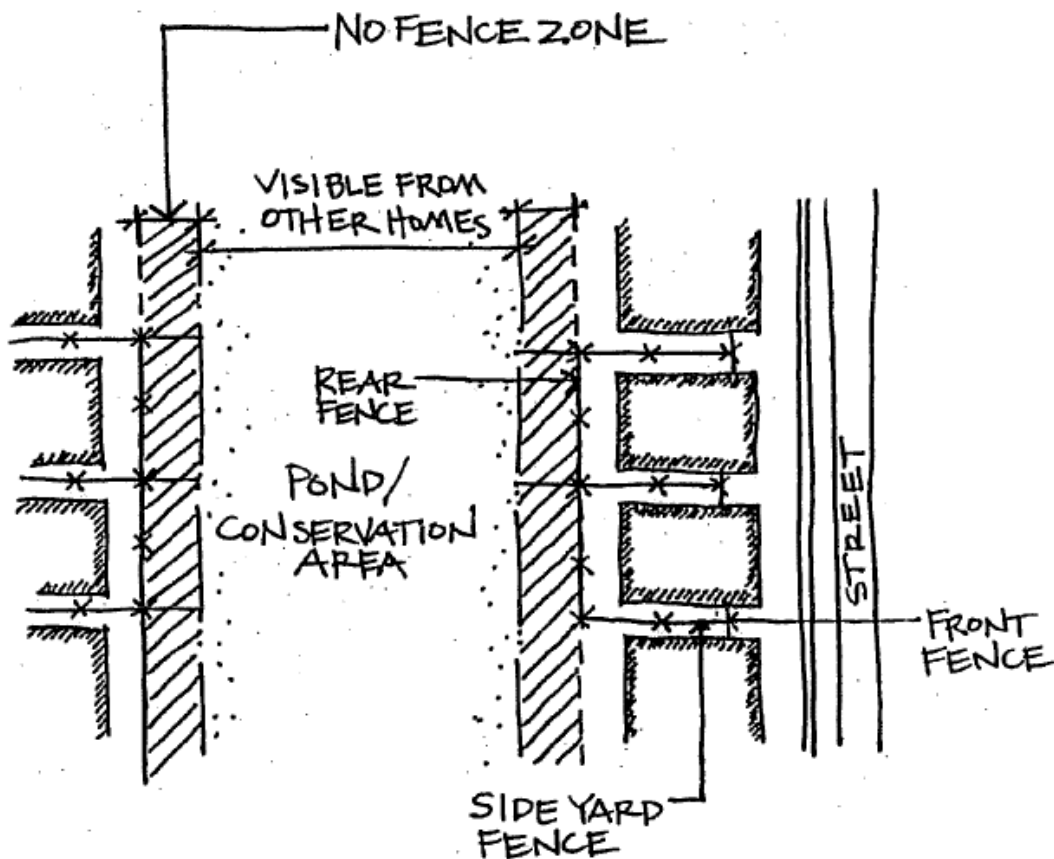 NO FENCE ZONE
VISIBLE FROM
OTHER HOMES
REAR
FENCE
POND/
CONSERVATION
AREA
STREET
FRONT
FENCE
SIDE YARD
FENCE